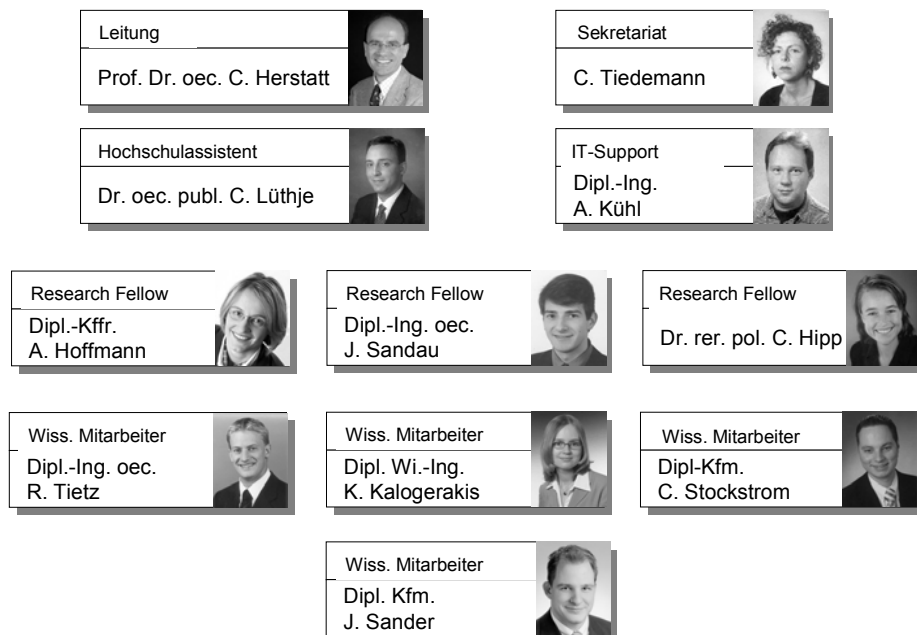 Leitung
Prof. Dr. oec. C. Herstatt
Sekretariat
C. Tiedemann
Hochschulassistent
Dr. oec. publ. C. Lüthje
IT-Support
Dipl.-Ing.
A. Kühl
Research Fellow
Dipl.-Kffr.
A. Hoffmann
Research Fellow
Dipl.-Ing. oec.
J. Sandau
Research Fellow
Dr. rer. pol. C. Hipp
Wiss. Mitarbeiter
Dipl.-Ing. oec.
R. Tietz
Wiss. Mitarbeiter
Dipl. Wi.-Ing.
K. Kalogerakis
Wiss. Mitarbeiter
Dipl-Kfm.
C. Stockstrom
Wiss. Mitarbeiter
Dipl. Kfm.
J. Sander